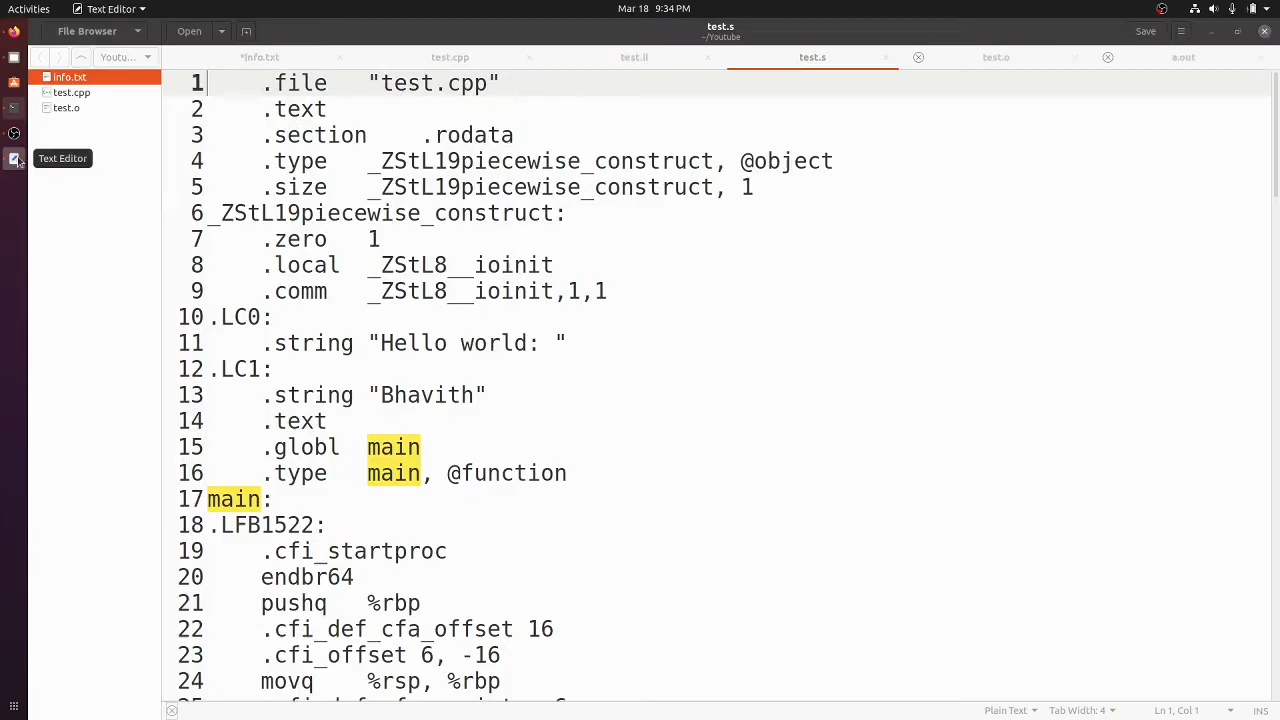 Activities
Text Editor
Mar 18 9:34 PM
File Browser
Open
test.s
~/Youtube
Save
Youtu...
*info.txt
test.cpp
test.ii
test.s
test.o
a.out
info.txt
test.cpp
test.o
Text Editor
1 .file "test.cpp"
2 .text
3 .section .rodata
4 .type _ZStL19piecewise_construct, @object
5 .size _ZStL19piecewise_construct, 1
6 _ZStL19piecewise_construct:
7 .zero 1
8 .local _ZStL8__ioinit
9 .comm _ZStL8__ioinit,1,1
10 .LC0:
11 .string "Hello world: "
12 .LC1:
13 .string "Bhavith"
14 .text
15 .globl main
16 .type main, @function
17 main:
18 .LFB1522:
19 .cfi_startproc
20 endbr64
21 pushq %rbp
22 .cfi_def_cfa_offset 16
23 .cfi_offset 6, -16
24 movq %rsp, %rbp
Plain Text
Tab Width: 4
Ln 1, Col 1
INS